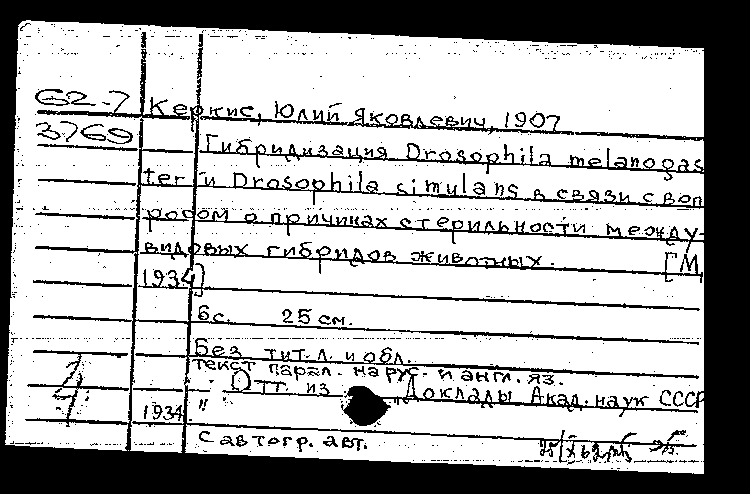 62-7
Керкис, Юлий Яковлевич, 1907
3769
Гибридизация Drosophila melanogas
ter и Drosophila simulans в связи с воп
росом о причинах стерильности между-
видовых гибридов животных. [М,
1934]
6 с. 25 см.
Без тит. л. и обл.
текст парал. на рус. и англ. яз.
Отт. из "Доклады Акад. наук СССР
" 1934.
С автогр. авт.